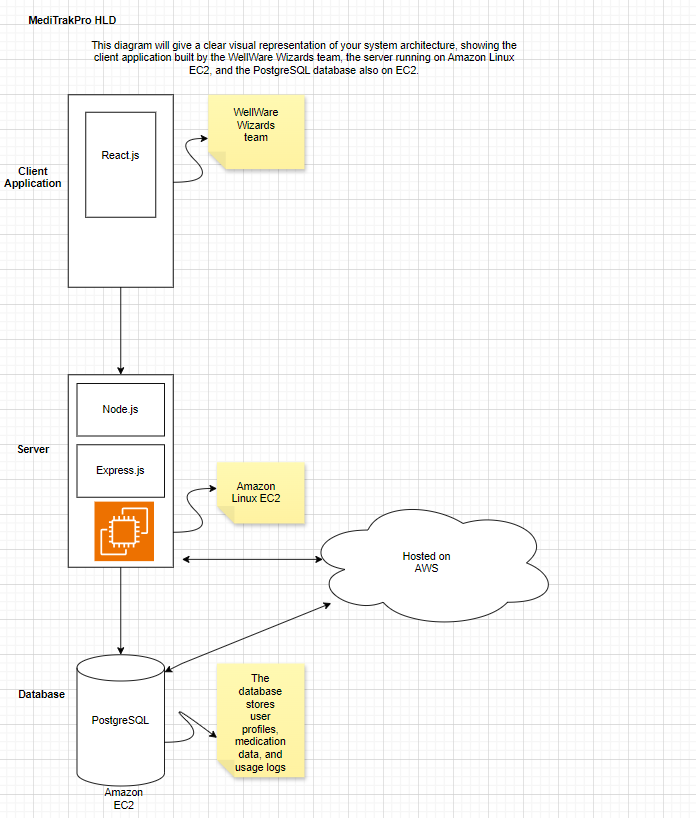 MediTrakPro HLD
This diagram will give a clear visual representation of your system architecture, showing the
client application built by the WellWare Wizards team, the server running on Amazon Linux
EC2, and the PostgreSQL database also on EC2.
WellWare
Wizards
team
React.js
Client
Application
Node.js
Server
Express.js
Amazon
Linux EC2
Hosted on
AWS
The
database
stores
user
profiles,
medication
data, and
usage logs
Database
PostgreSQL
Amazon
EC2